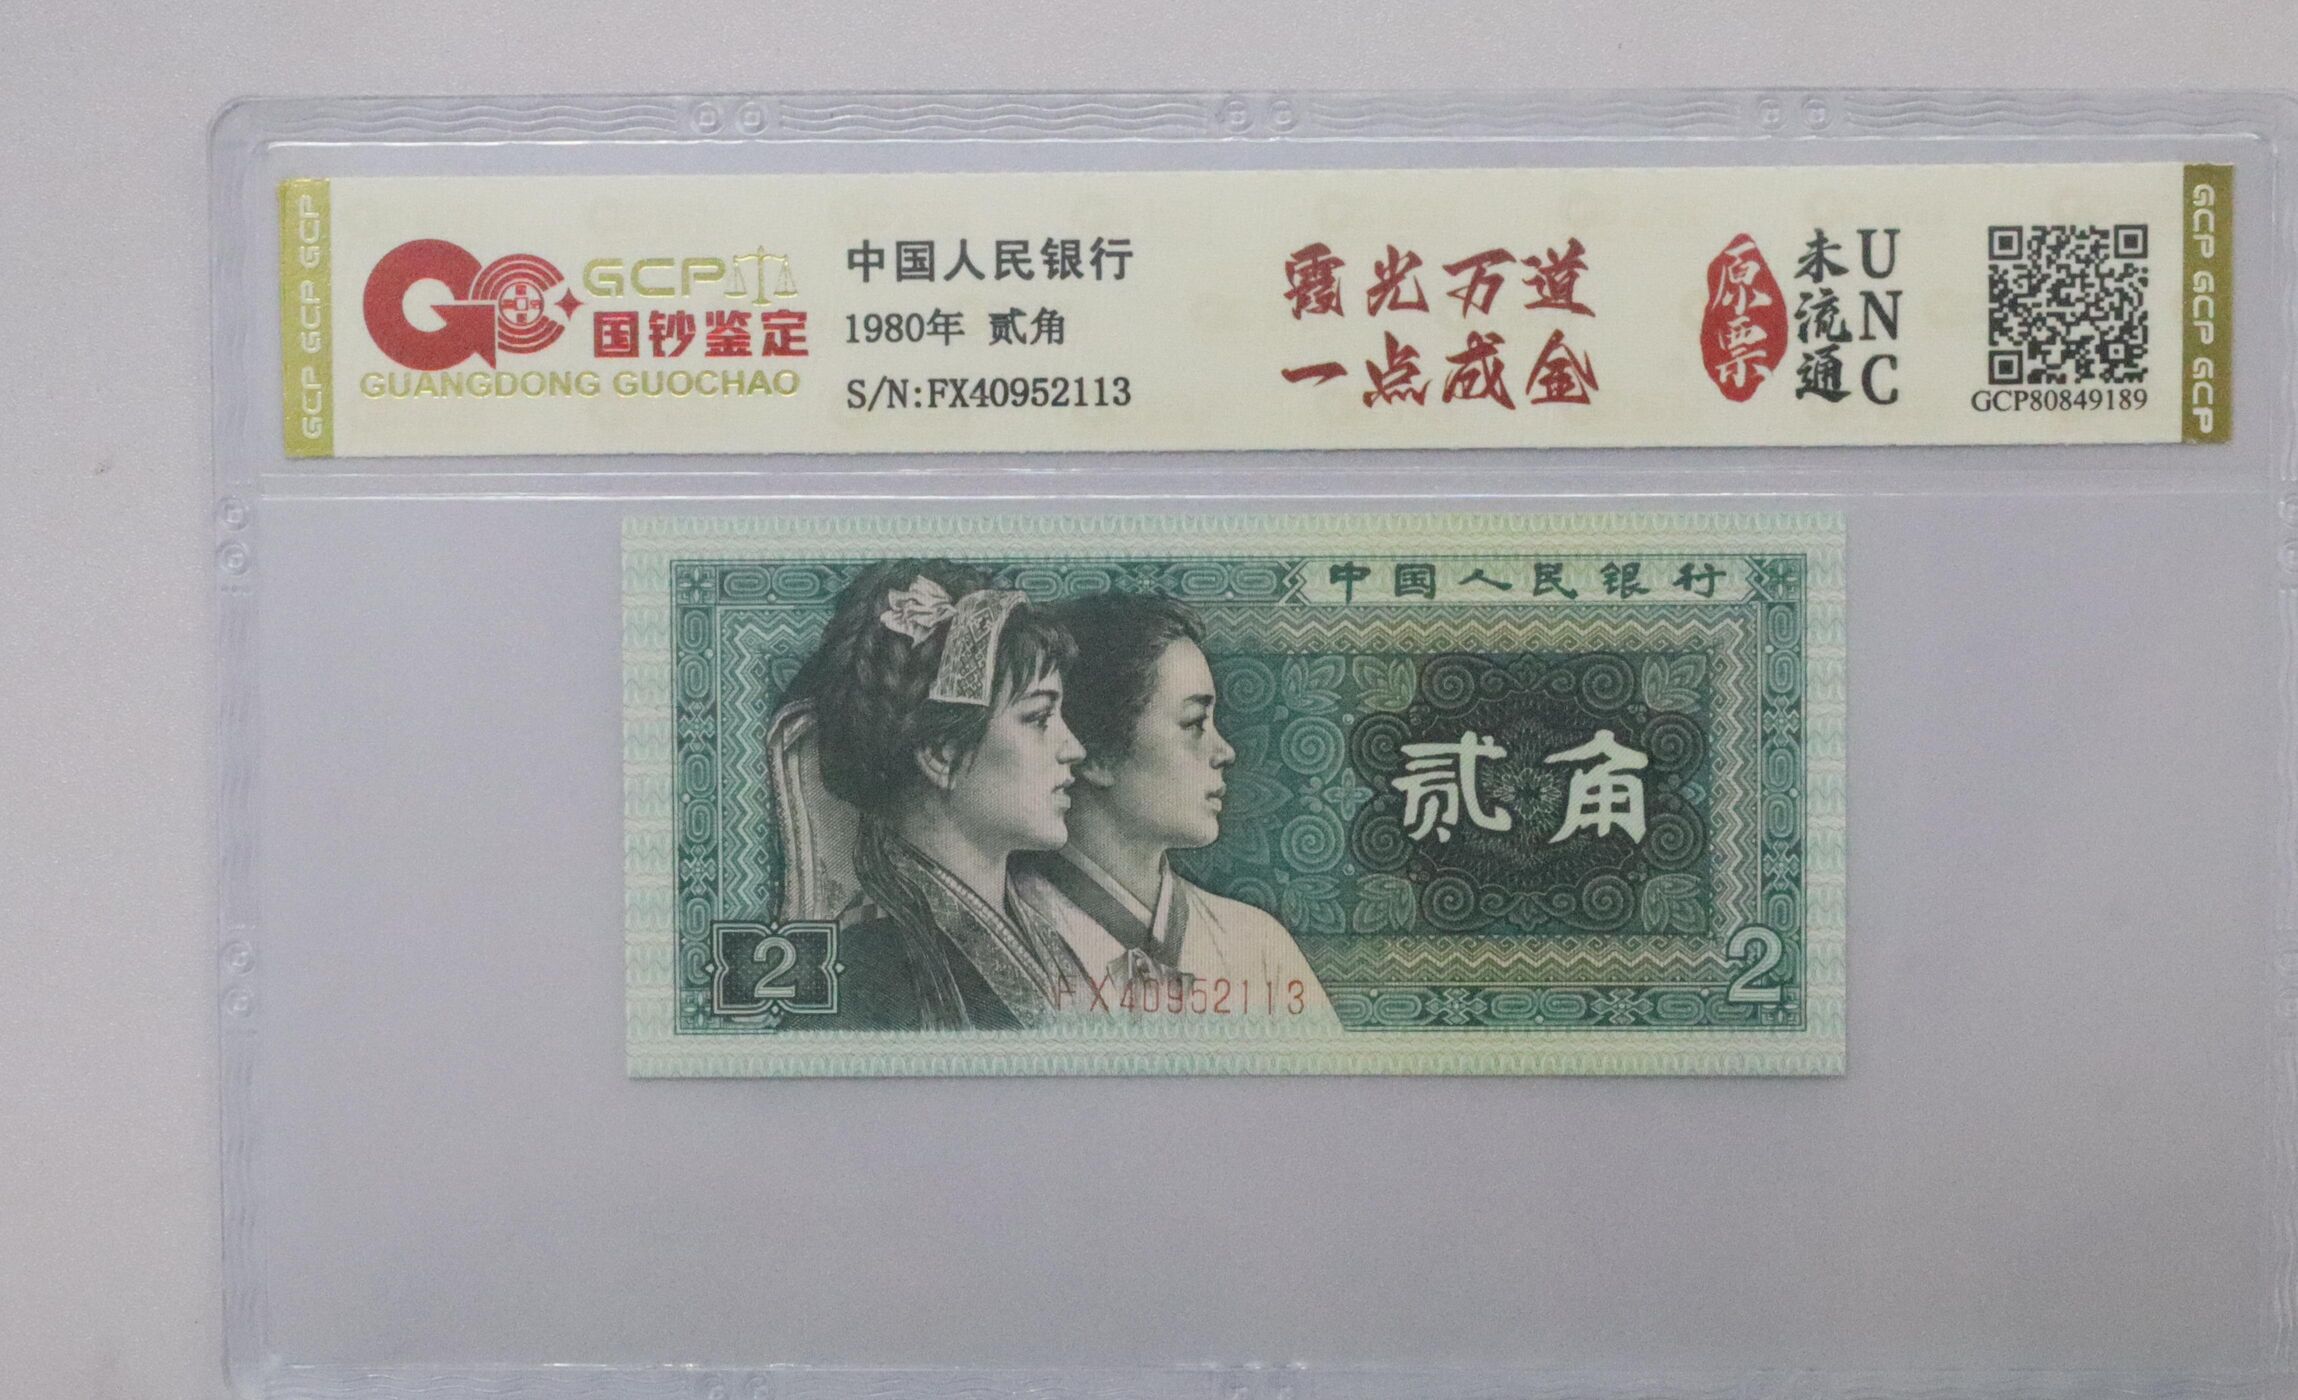 GCP GCP GCP
GCP
国钞鉴定
GUANGDONG GUOCHAO
中国人民银行
1980年 贰角
S/N:FX40952113
霞光万道
一点成金
原票
未流通
UNC
GCP80849189
GCP GCP GCP
中国人民银行
贰角
2
FX40952113
2